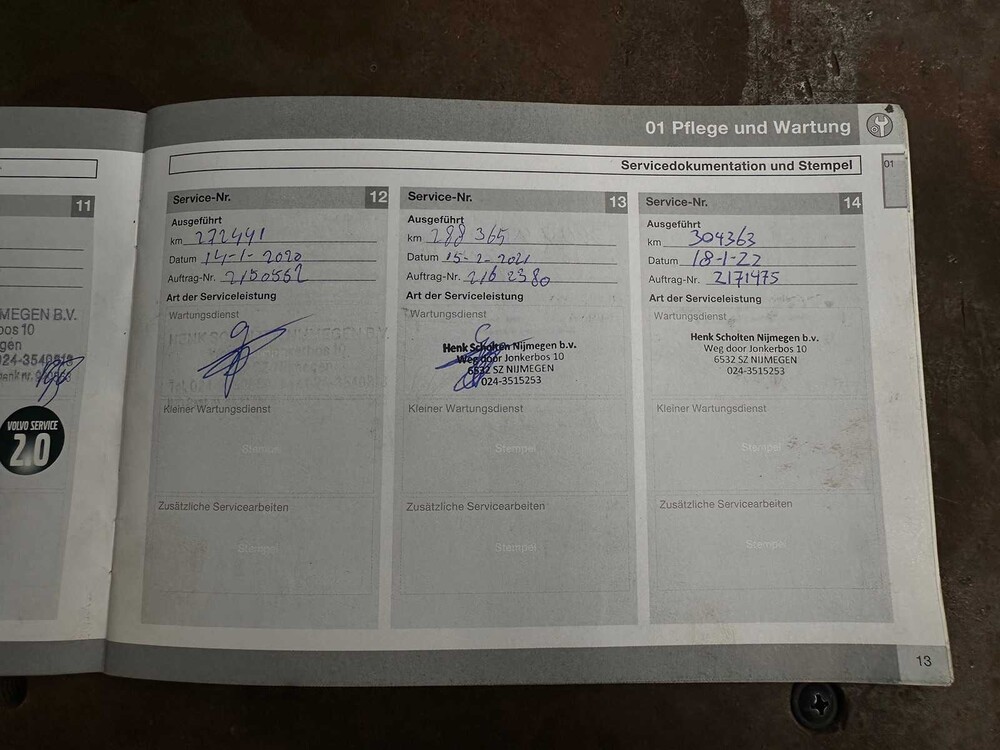 01 Pflege und Wartung
01
Servicedokumentation und Stempel
11
MEGEN B.V.
bos 10
gen
024-3540513
VOLVO SERVICE
2.0
Service-Nr. 12
Ausgeführt
km 272441
Datum 14-1-2020
Auftrag-Nr. 2150552
Art der Serviceleistung
Wartungsdienst
Kleiner Wartungsdienst
Stempel
Zusätzliche Servicearbeiten
Stempel
Service-Nr. 13
Ausgeführt
km 288 365
Datum 15-2-2021
Auftrag-Nr. 2162380
Art der Serviceleistung
Wartungsdienst
Henk Scholten Nijmegen b.v.
Weg door Jonkerbos 10
6532 SZ NIJMEGEN
024-3515253
Kleiner Wartungsdienst
Stempel
Zusätzliche Servicearbeiten
Stempel
Service-Nr. 14
Ausgeführt
km 304363
Datum 18-1-22
Auftrag-Nr. 2171475
Art der Serviceleistung
Wartungsdienst
Henk Scholten Nijmegen b.v.
Weg door Jonkerbos 10
6532 SZ NIJMEGEN
024-3515253
Kleiner Wartungsdienst
Stempel
Zusätzliche Servicearbeiten
Stempel
13